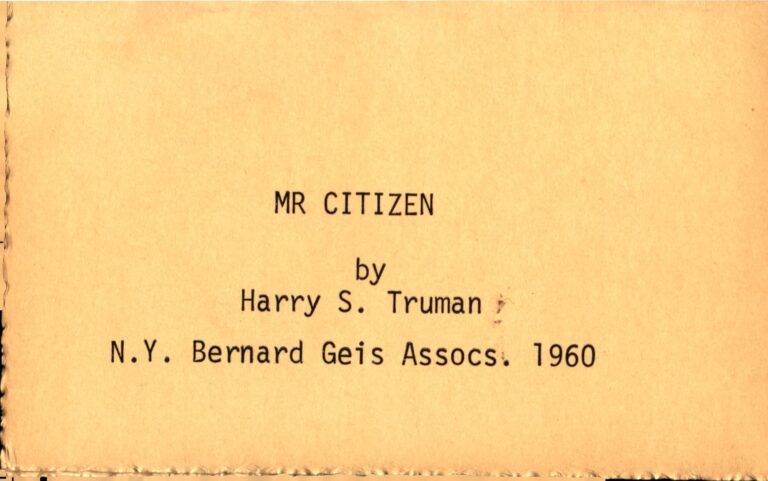 MR CITIZEN
by
Harry S. Truman
N.Y. Bernard Geis Assocs. 1960